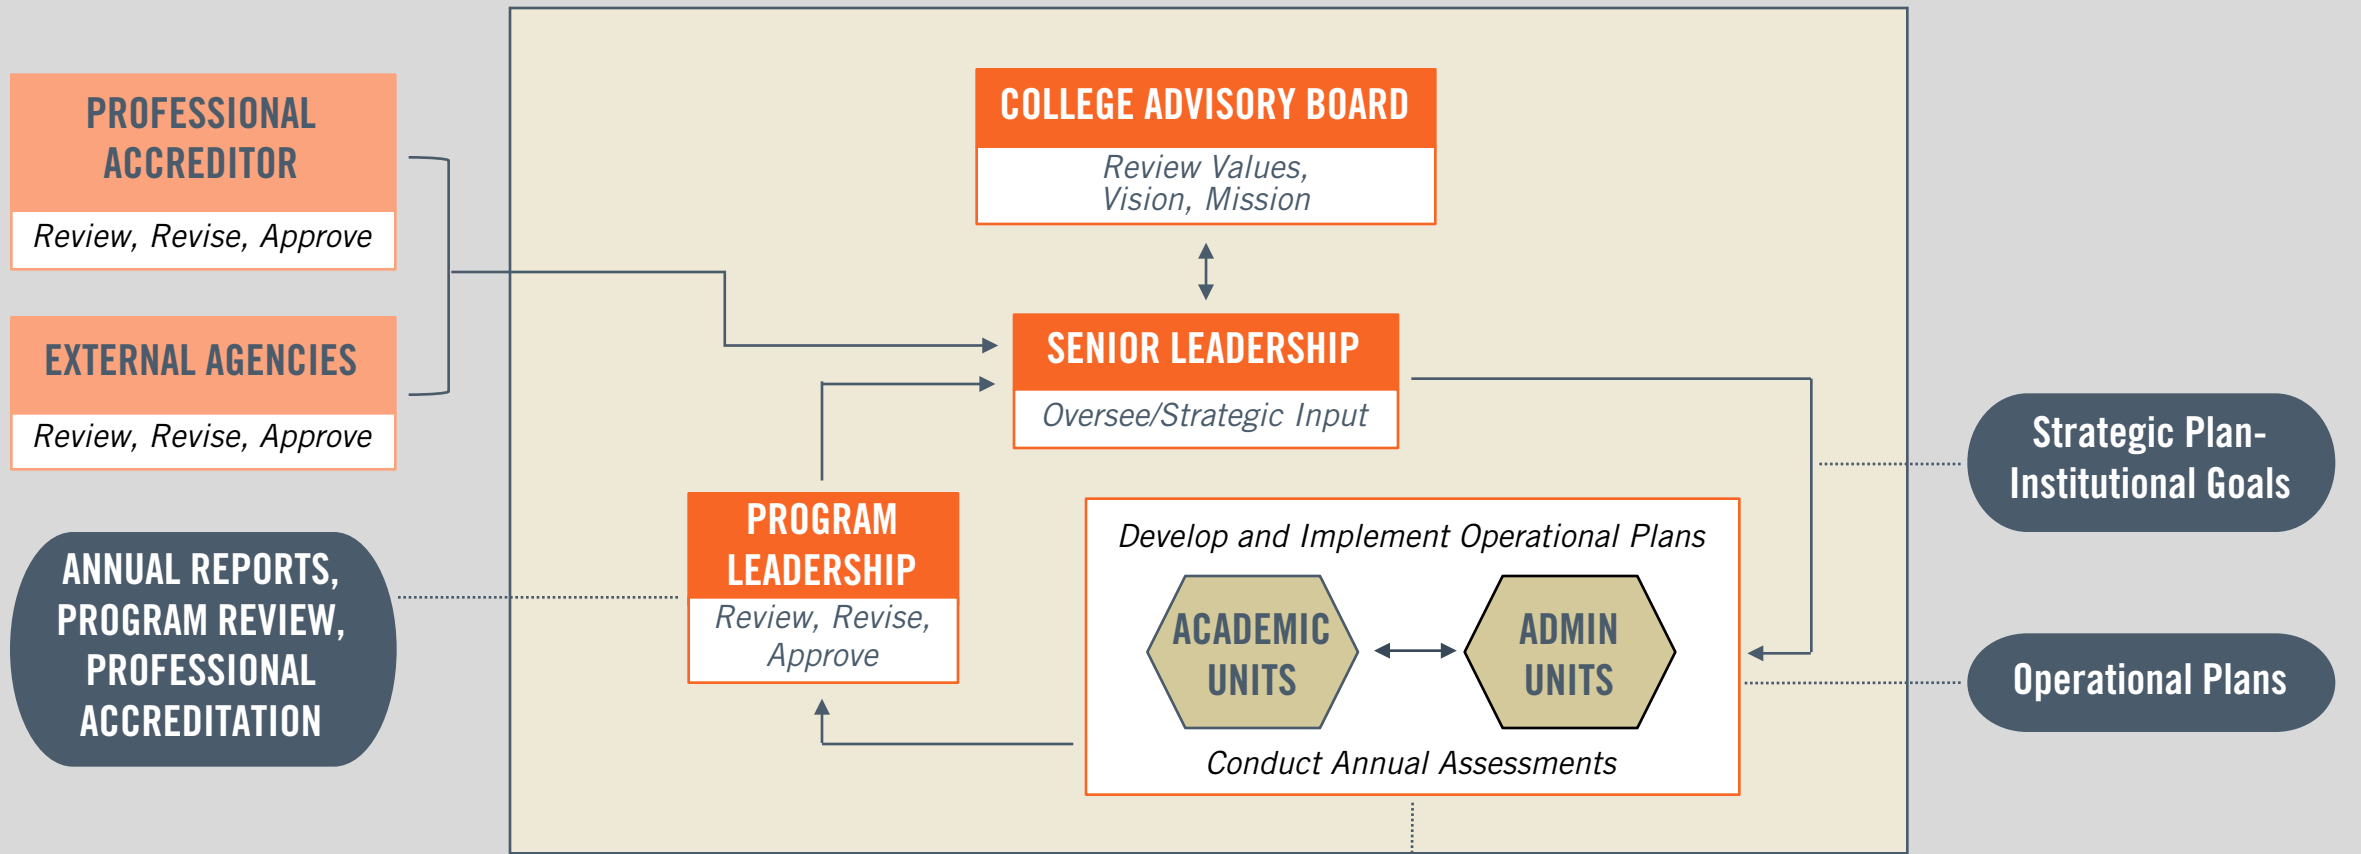 PROFESSIONAL
ACCREDITOR
Review, Revise, Approve
EXTERNAL AGENCIES
Review, Revise, Approve
ANNUAL REPORTS,
PROGRAM REVIEW,
PROFESSIONAL
ACCREDITATION
COLLEGE ADVISORY BOARD
Review Values,
Vision, Mission
SENIOR LEADERSHIP
Oversee/Strategic Input
PROGRAM
LEADERSHIP
Review, Revise,
Approve
Develop and Implement Operational Plans
ACADEMIC
UNITS
ADMIN
UNITS
Conduct Annual Assessments
Strategic Plan-
Institutional Goals
Operational Plans